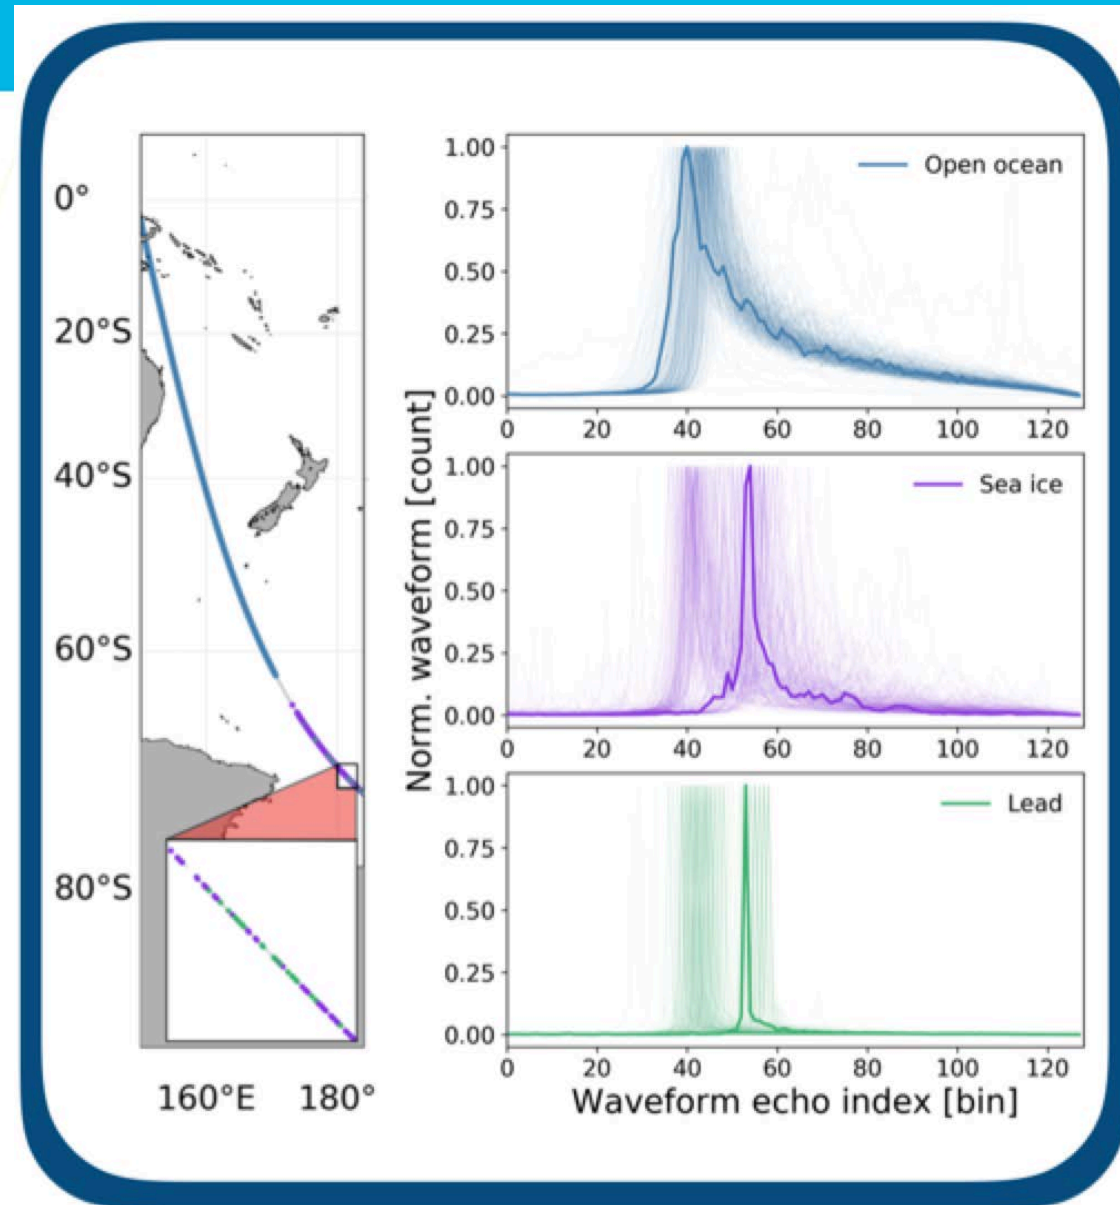 0°
20°S
40°S
60°S
80°S
160°E 180°
Norm. waveform [count]
1.00
0.75
0.50
0.25
0.00
Open ocean
0 20 40 60 80 100 120
1.00
0.75
0.50
0.25
0.00
Sea ice
0 20 40 60 80 100 120
1.00
0.75
0.50
0.25
0.00
Lead
0 20 40 60 80 100 120
Waveform echo index [bin]